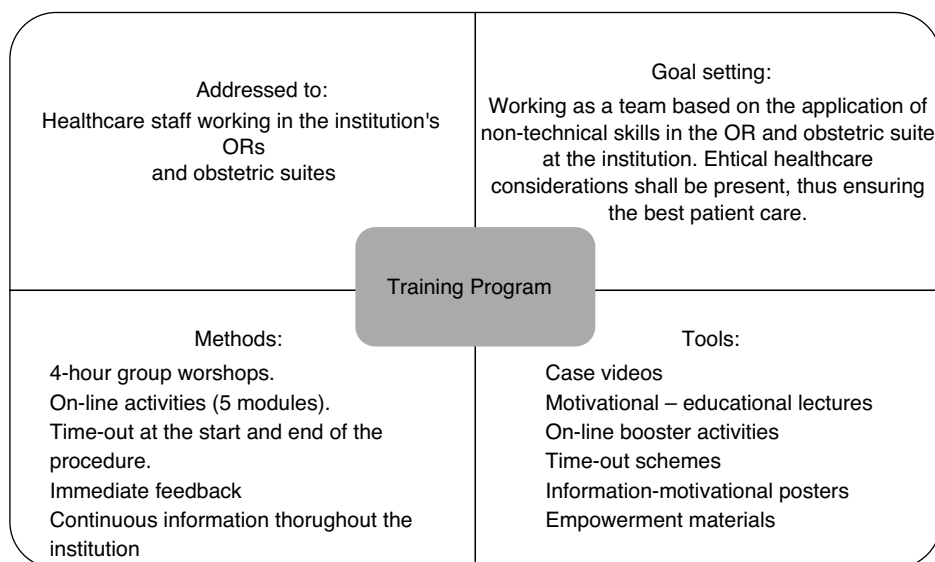 Addressed to:
Healthcare staff working in the institution's
ORs
and obstetric suites
Goal setting:
Working as a team based on the application of
non-technical skills in the OR and obstetric suite
at the institution. Ehtical healthcare
considerations shall be present, thus ensuring
the best patient care.
Training Program
Methods:
4-hour group worshops.
On-line activities (5 modules).
Time-out at the start and end of the
procedure.
Immediate feedback
Continuous information thorughout the
institution
Tools:
Case videos
Motivational – educational lectures
On-line booster activities
Time-out schemes
Information-motivational posters
Empowerment materials